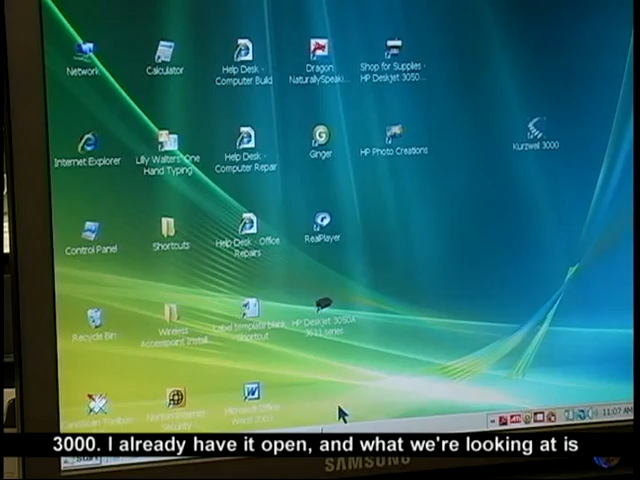 Network
Calculator
Help Desk -
Computer Build
Dragon
NaturallySpeaki...
Shop for Supplies -
HP Deskjet 3050...
Internet Explorer
Lilly Walters' One
Hand Typing
Help Desk -
Computer Repair
Ginger
HP Photo Creations
Kurzweil 3000
Control Panel
Shortcuts
Help Desk - Office
Repairs
RealPlayer
Recycle Bin
Wireless
Accesspoint Install
Label template blank -
Shortcut
HP Deskjet 3050A
J611 series
Norton Internet
Security
Microsoft Office
Word 2003
11:07 AM
3000. I already have it open, and what we're looking at is
SAMSUNG